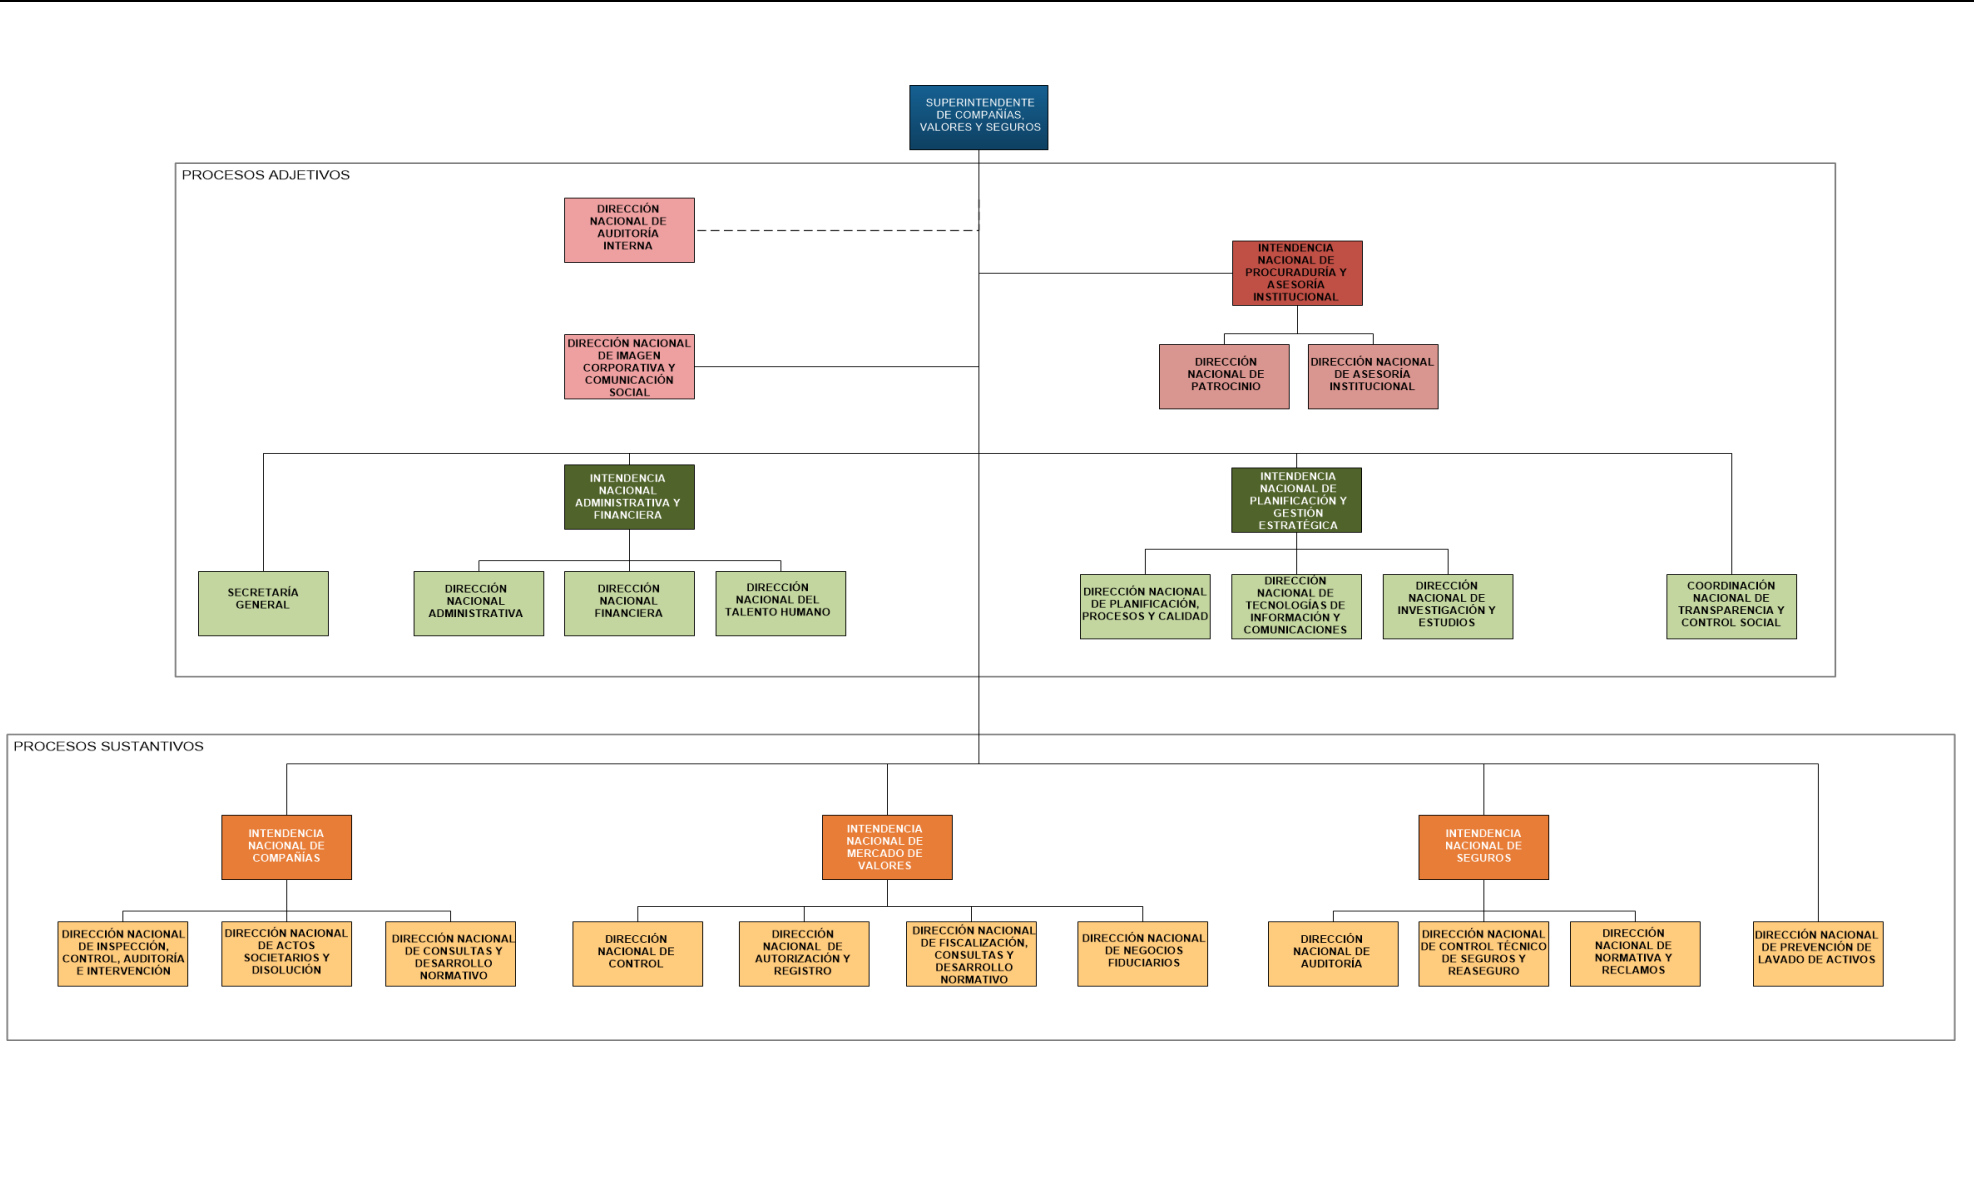 SUPERINTENDENTE
DE COMPAÑÍAS,
VALORES Y SEGUROS
PROCESOS ADJETIVOS
DIRECCIÓN
NACIONAL DE
AUDITORÍA
INTERNA
INTENDENCIA
NACIONAL DE
PROCURADURÍA Y
ASESORÍA
INSTITUCIONAL
DIRECCIÓN NACIONAL
DE IMAGEN
CORPORATIVA Y
COMUNICACIÓN
SOCIAL
DIRECCIÓN
NACIONAL DE
PATROCINIO
DIRECCIÓN NACIONAL
DE ASESORÍA
INSTITUCIONAL
INTENDENCIA
NACIONAL
ADMINISTRATIVA Y
FINANCIERA
INTENDENCIA
NACIONAL DE
PLANIFICACIÓN Y
GESTIÓN
ESTRATÉGICA
SECRETARÍA
GENERAL
DIRECCIÓN
NACIONAL
ADMINISTRATIVA
DIRECCIÓN
NACIONAL
FINANCIERA
DIRECCIÓN
NACIONAL DEL
TALENTO HUMANO
DIRECCIÓN NACIONAL
DE PLANIFICACIÓN,
PROCESOS Y CALIDAD
DIRECCIÓN
NACIONAL DE
TECNOLOGÍAS DE
INFORMACIÓN Y
COMUNICACIONES
DIRECCIÓN
NACIONAL DE
INVESTIGACIÓN Y
ESTUDIOS
COORDINACIÓN
NACIONAL DE
TRANSPARENCIA Y
CONTROL SOCIAL
PROCESOS SUSTANTIVOS
INTENDENCIA
NACIONAL DE
COMPAÑÍAS
INTENDENCIA
NACIONAL DE
MERCADO DE
VALORES
INTENDENCIA
NACIONAL DE
SEGUROS
DIRECCIÓN NACIONAL
DE INSPECCIÓN,
CONTROL, AUDITORÍA
E INTERVENCIÓN
DIRECCIÓN NACIONAL
DE ACTOS
SOCIETARIOS Y
DISOLUCIÓN
DIRECCIÓN NACIONAL
DE CONSULTAS Y
DESARROLLO
NORMATIVO
DIRECCIÓN
NACIONAL DE
CONTROL
DIRECCIÓN
NACIONAL DE
AUTORIZACIÓN Y
REGISTRO
DIRECCIÓN NACIONAL
DE FISCALIZACIÓN,
CONSULTAS Y
DESARROLLO
NORMATIVO
DIRECCIÓN NACIONAL
DE NEGOCIOS
FIDUCIARIOS
DIRECCIÓN
NACIONAL DE
AUDITORÍA
DIRECCIÓN NACIONAL
DE CONTROL TÉCNICO
DE SEGUROS Y
REASEGURO
DIRECCIÓN
NACIONAL DE
NORMATIVA Y
RECLAMOS
DIRECCIÓN NACIONAL
DE PREVENCIÓN DE
LAVADO DE ACTIVOS